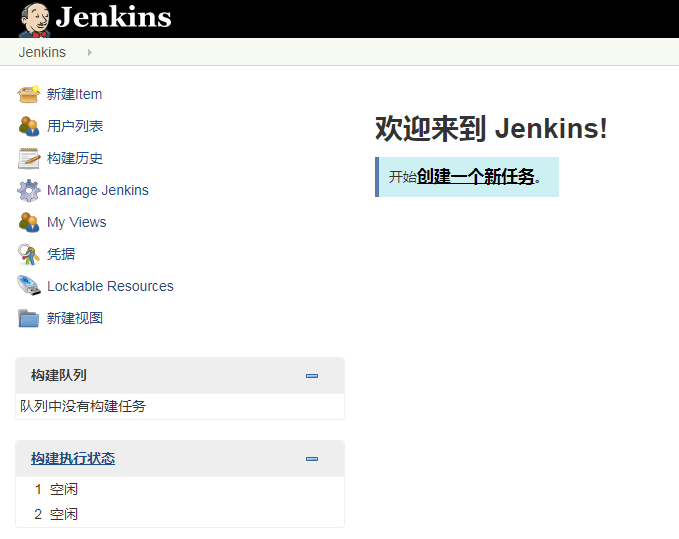 Jenkins
Jenkins
新建Item
用户列表
构建历史
Manage Jenkins
My Views
凭据
Lockable Resources
新建视图
构建队列
队列中没有构建任务
构建执行状态
1 空闲
2 空闲
欢迎来到 Jenkins!
开始创建一个新任务。